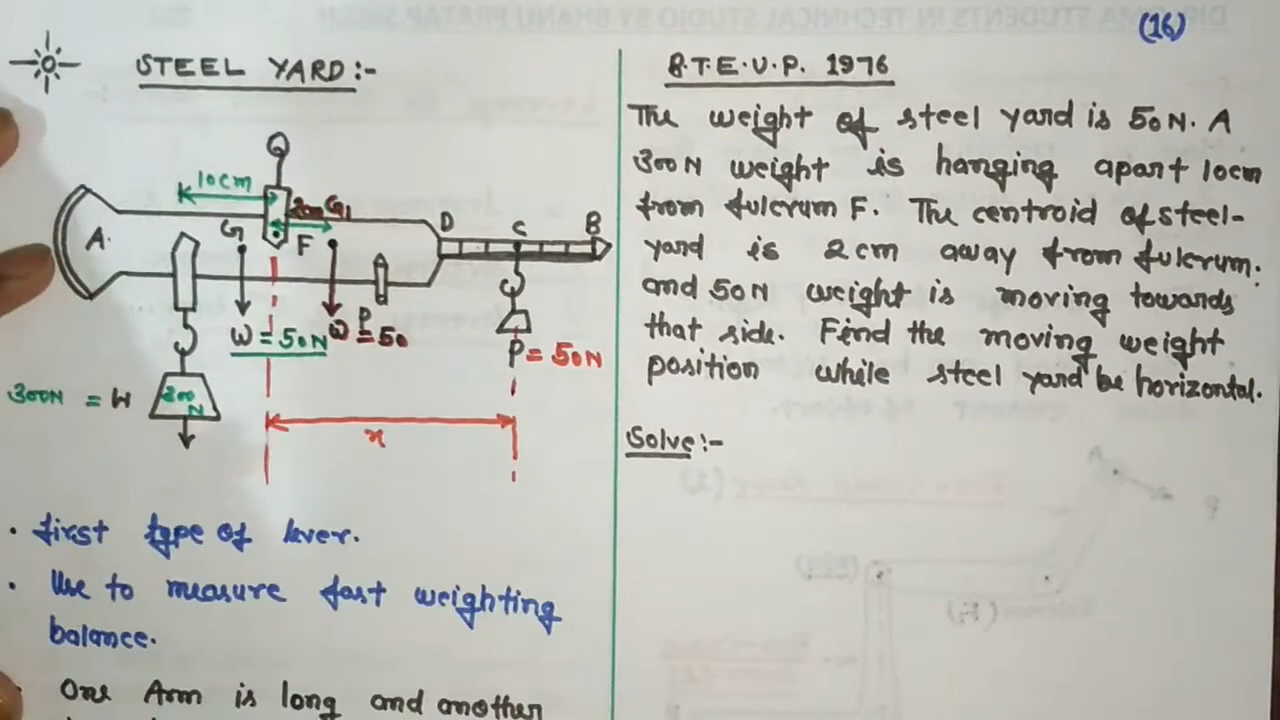 (16)
STEEL YARD:-
10cm
2cm G1
G
F
A.
D
C
B
W = 50N
W = 50
P
P = 50N
300N = W
300
N
x
• first type of lever.
• Use to measure fast weighting
balance.
• One Arm is long and another
B.T.E.U.P. 1976
The weight of steel yard is 50N. A
300N weight is hanging apart 10cm
from fulcrum F. The centroid of steel-
yard is 2cm away from fulcrum.
and 50N weight is moving towards
that side. Find the moving weight
position while steel yard be horizontal.
Solve:-